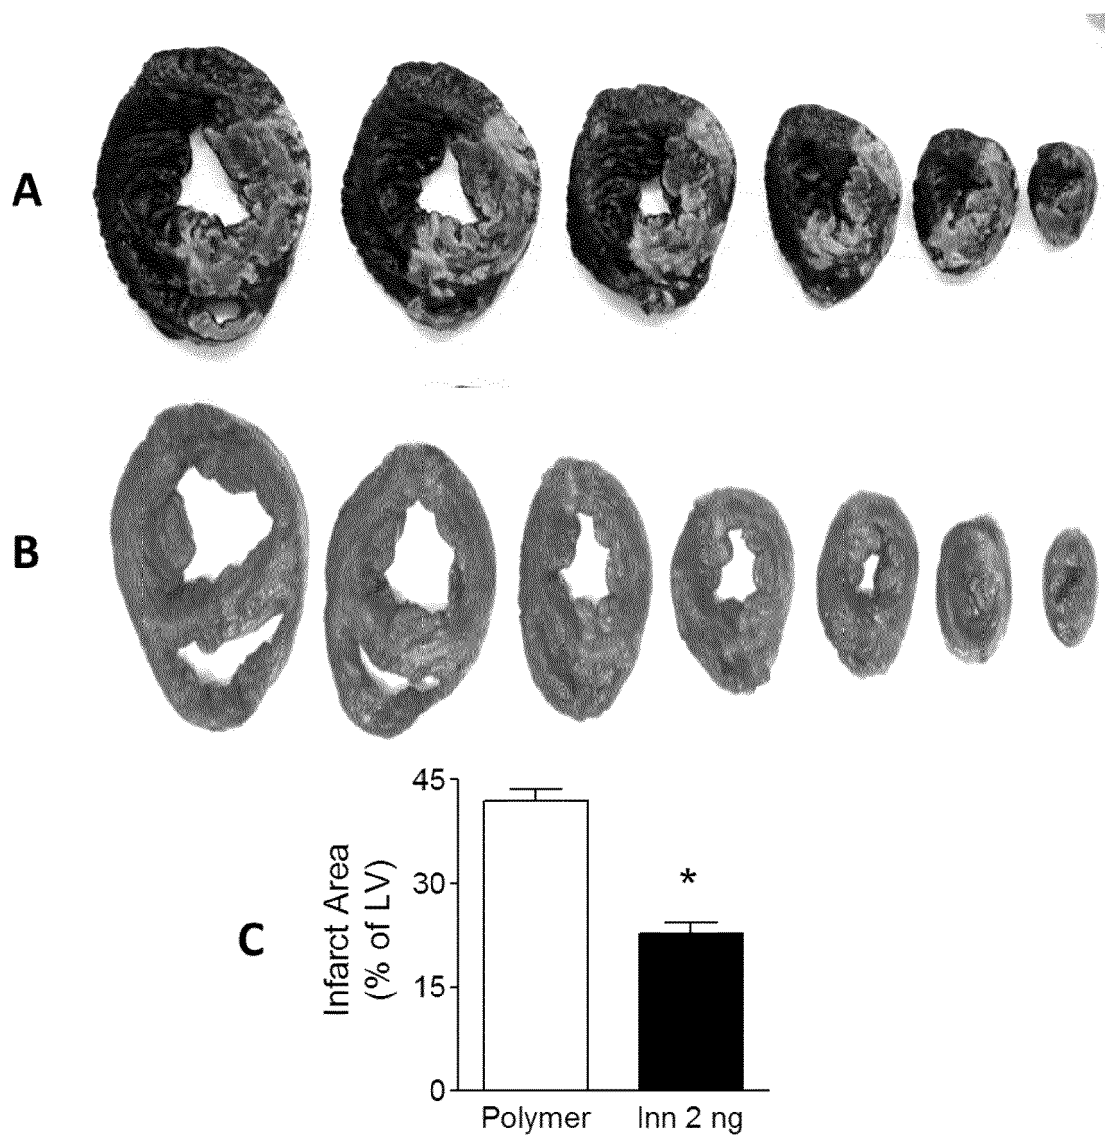 A
B
C
Infarct Area
(% of LV)
45
30
15
0
*
Polymer
Inn 2 ng